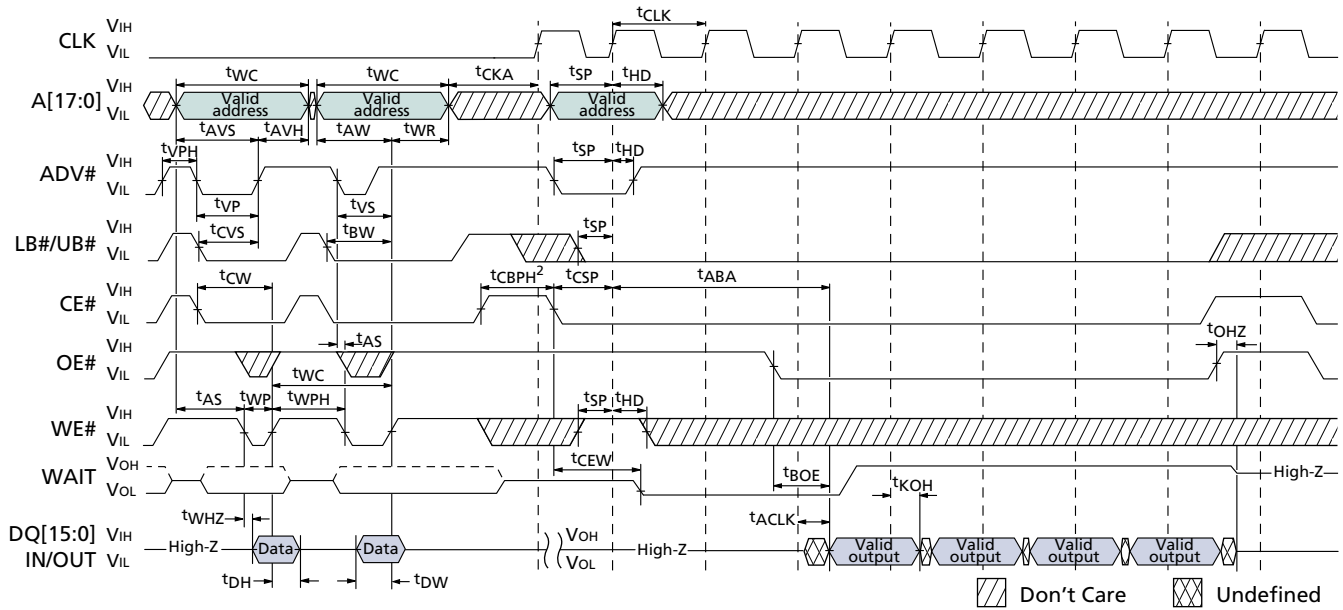 tCLK
CLK VIH
VIL
tWC tWC tCKA tSP tHD
A[17:0] VIH
VIL
Valid address Valid address Valid address
tAVS tAVH tAW tWR
tVPH tSP tHD
ADV# VIH
VIL
tVP tVS
tCVS tBW tSP
LB#/UB# VIH
VIL
tCW tCBPH2 tCSP tABA
CE# VIH
VIL
tAS tOHZ
OE# VIH
VIL
tWC
tAS tWP tWPH tSP tHD
WE# VIH
VIL
tCEW tBOE tKOH
WAIT VOH
VOL
High-Z
tWHZ tACLK
DQ[15:0] VIH
IN/OUT VIL
High-Z Data Data VOH
VOL High-Z Valid output Valid output Valid output Valid output
tDH tDW
Don't Care Undefined